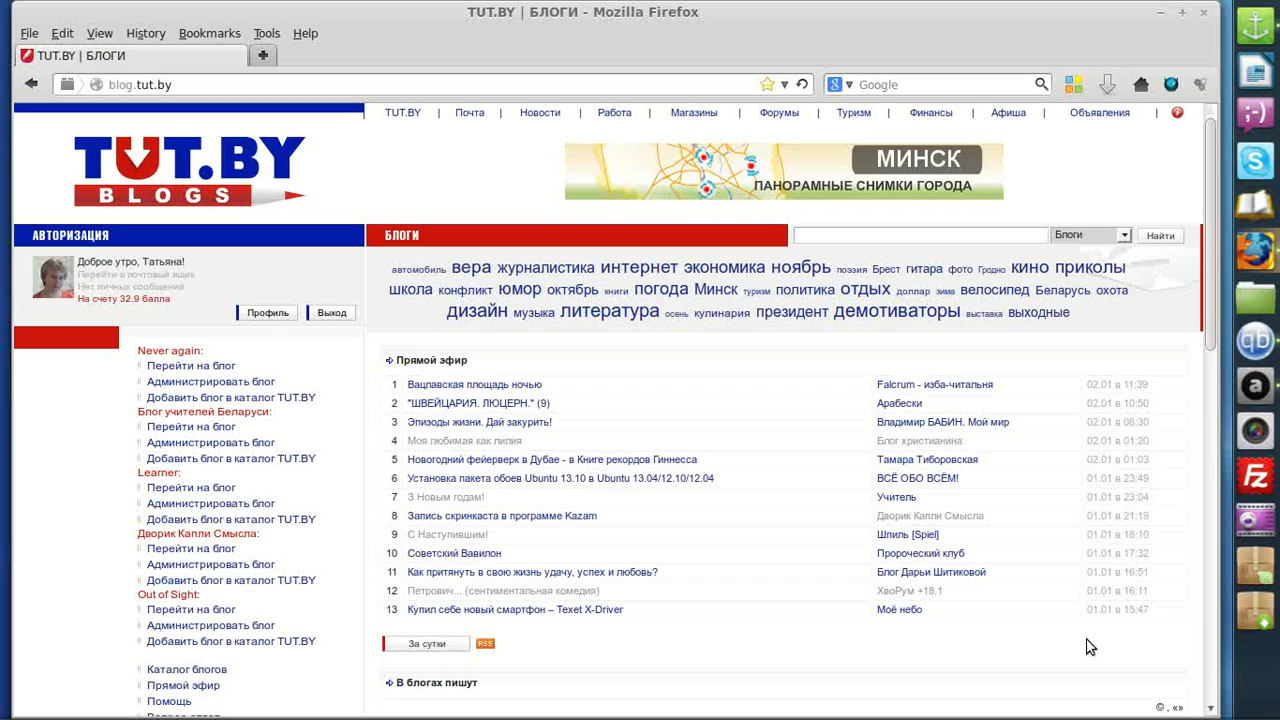 TUT.BY | БЛОГИ - Mozilla Firefox
File Edit View History Bookmarks Tools Help
TUT.BY | БЛОГИ
blog.tut.by
Google
TUT.BY | Почта | Новости | Работа | Магазины | Форумы | Туризм | Финансы | Афиша | Объявления |
TUT.BY
BLOGS
МИНСК
ПАНОРАМНЫЕ СНИМКИ ГОРОДА
АВТОРИЗАЦИЯ
БЛОГИ
Блоги
Найти
Доброе утро, Татьяна!
Перейти в почтовый ящик
Нет личных сообщений
На счету 32.9 балла
Профиль
Выход
автомобиль вера журналистика интернет экономика ноябрь поэзия Брест гитара фото Гродно кино приколы
школа конфликт юмор октябрь книги погода Минск туризм политика отдых доллар зима велосипед Беларусь охота
дизайн музыка литература осень кулинария президент демотиваторы выставка выходные
Never again:
Перейти на блог
Администрировать блог
Добавить блог в каталог TUT.BY
Блог учителей Беларуси:
Перейти на блог
Администрировать блог
Добавить блог в каталог TUT.BY
Learner:
Перейти на блог
Администрировать блог
Добавить блог в каталог TUT.BY
Дворик Капли Смысла:
Перейти на блог
Администрировать блог
Добавить блог в каталог TUT.BY
Out of Sight:
Перейти на блог
Администрировать блог
Добавить блог в каталог TUT.BY
Каталог блогов
Прямой эфир
Помощь
Прямой эфир
1 Вацлавская площадь ночью Falcrum - изба-читальня 02.01 в 11:39
2 "ШВЕЙЦАРИЯ. ЛЮЦЕРН." (9) Арабески 02.01 в 10:50
3 Эпизоды жизни. Дай закурить! Владимир БАБИН. Мой мир 02.01 в 08:30
4 Моя любимая как лилия Блог христианина 02.01 в 01:20
5 Новогодний фейерверк в Дубае - в Книге рекордов Гиннесса Тамара Тиборовская 02.01 в 01:03
6 Установка пакета обоев Ubuntu 13.10 в Ubuntu 13.04/12.10/12.04 ВСЁ ОБО ВСЁМ! 01.01 в 23:49
7 З Новым годам! Учитель 01.01 в 23:04
8 Запись скринкаста в программе Kazam Дворик Капли Смысла 01.01 в 21:19
9 С Наступившим! Шпиль [Spiel] 01.01 в 18:10
10 Советский Вавилон Пророческий клуб 01.01 в 17:32
11 Как притянуть в свою жизнь удачу, успех и любовь? Блог Дарьи Шитиковой 01.01 в 16:51
12 Петрович... (сентиментальная комедия) ХвоРум +18.1 01.01 в 16:11
13 Купил себе новый смартфон – Texet X-Driver Моё небо 01.01 в 15:47
За сутки
RSS
В блогах пишут
© , «»